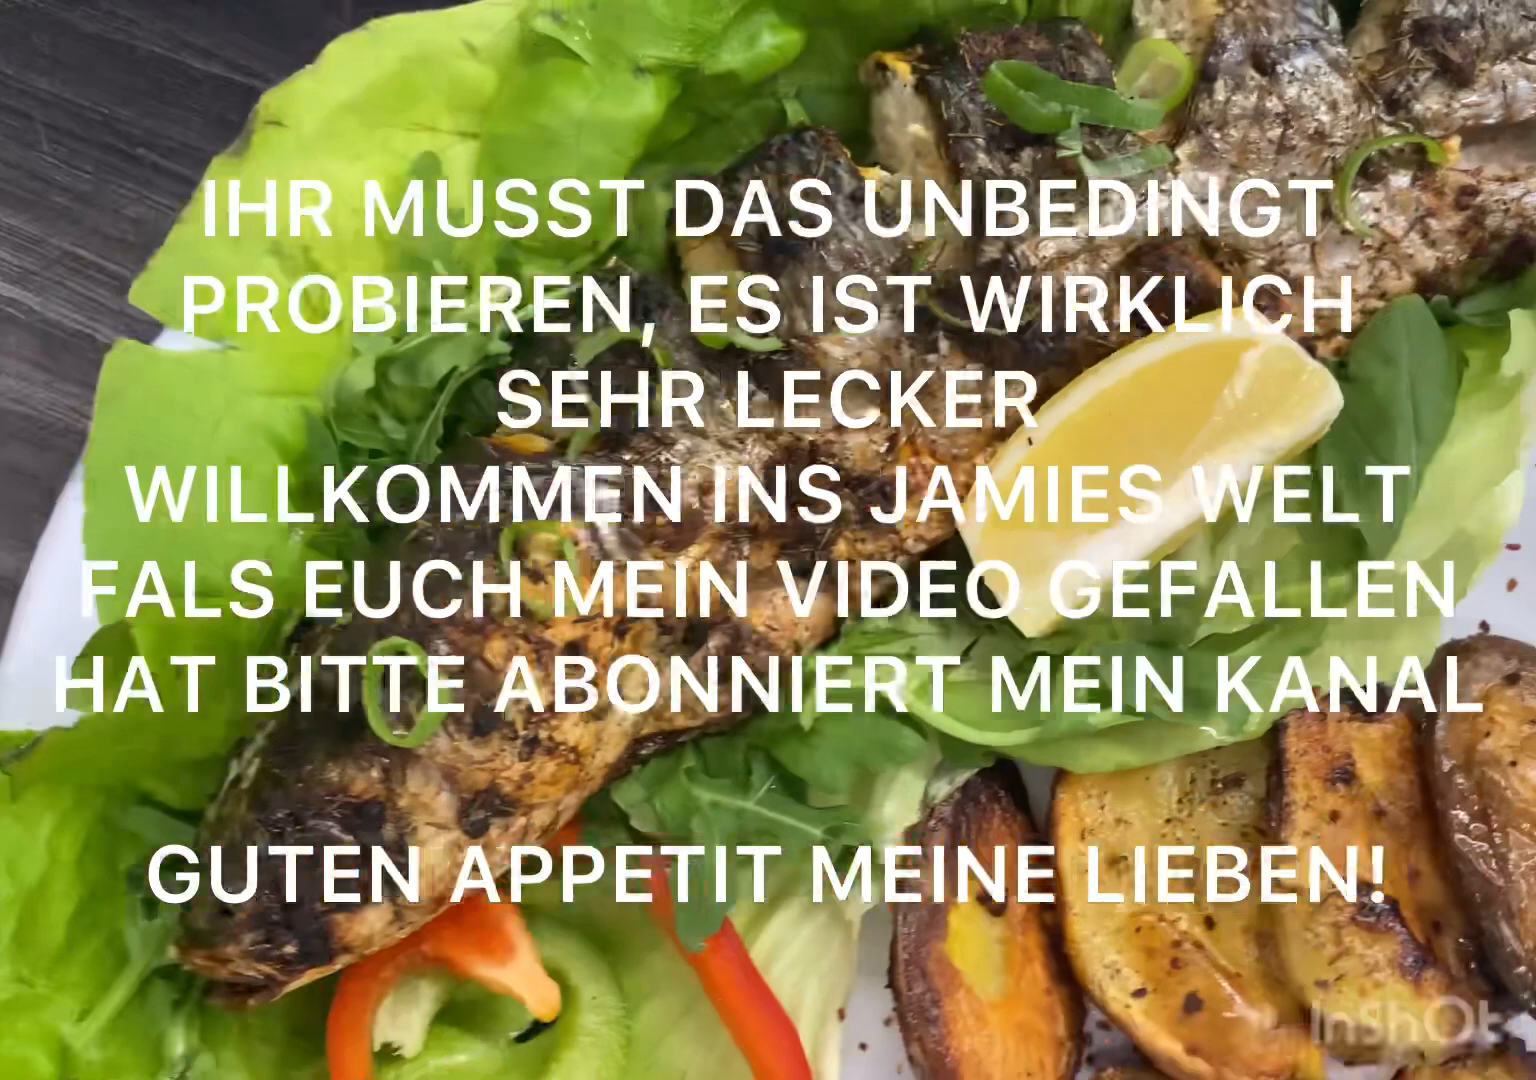 IHR MUSST DAS UNBEDINGT
PROBIEREN, ES IST WIRKLICH
SEHR LECKER
WILLKOMMEN INS JAMIES WELT
FALS EUCH MEIN VIDEO GEFALLEN
HAT BITTE ABONNIERT MEIN KANAL
GUTEN APPETIT MEINE LIEBEN!
InShOt